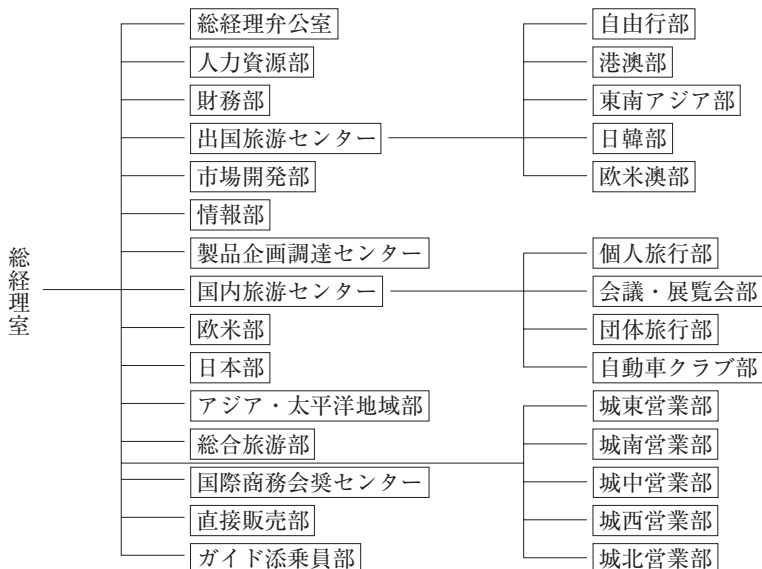 総経理室
総経理弁公室
人力資源部
財務部
出国旅游センター
市場開発部
情報部
製品企画調達センター
国内旅游センター
欧米部
日本部
アジア・太平洋地域部
総合旅游部
国際商務会奨センター
直接販売部
ガイド添乗員部
自由行部
港澳部
東南アジア部
日韓部
欧米澳部
個人旅行部
会議・展覧会部
団体旅行部
自動車クラブ部
城東営業部
城南営業部
城中営業部
城西営業部
城北営業部